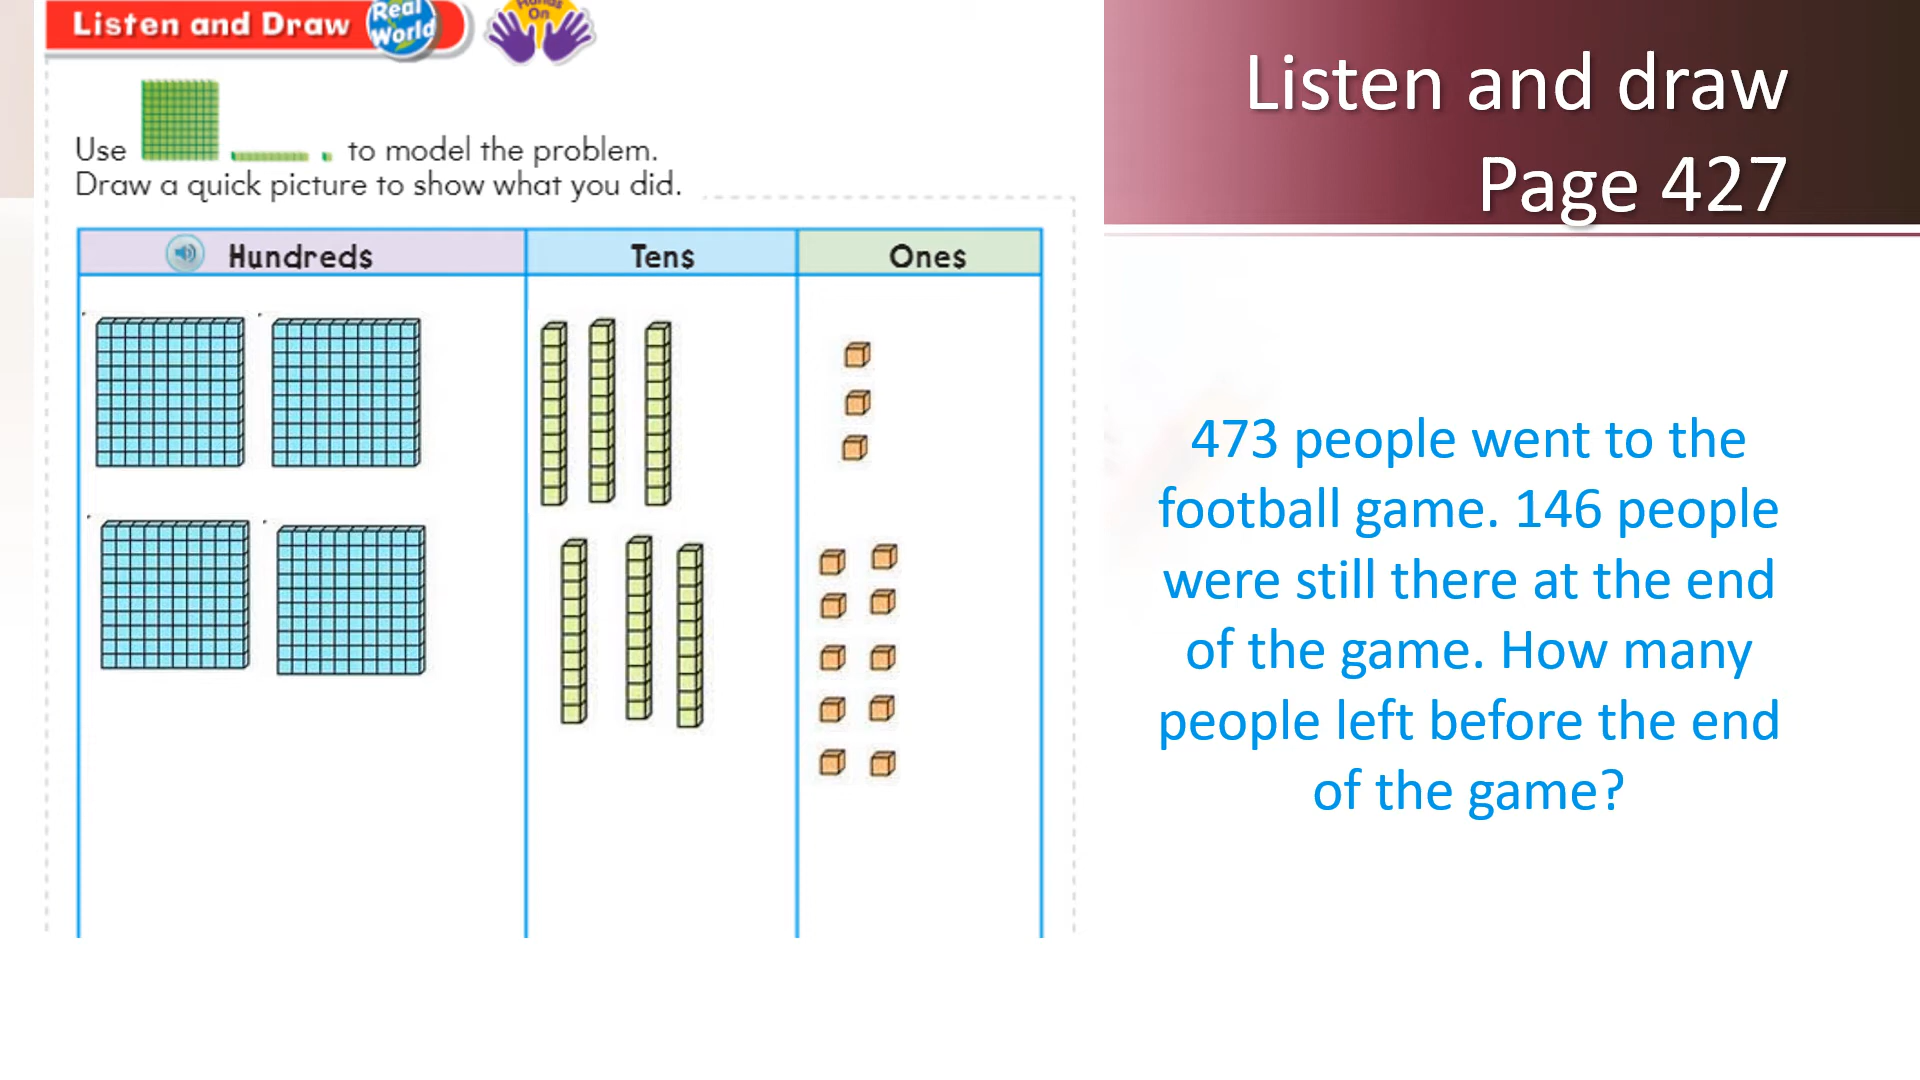 Listen and Draw
Real
World
Hands
On
Use to model the problem.
Draw a quick picture to show what you did.
Hundreds Tens Ones
Listen and draw
Page 427
473 people went to the
football game. 146 people
were still there at the end
of the game. How many
people left before the end
of the game?